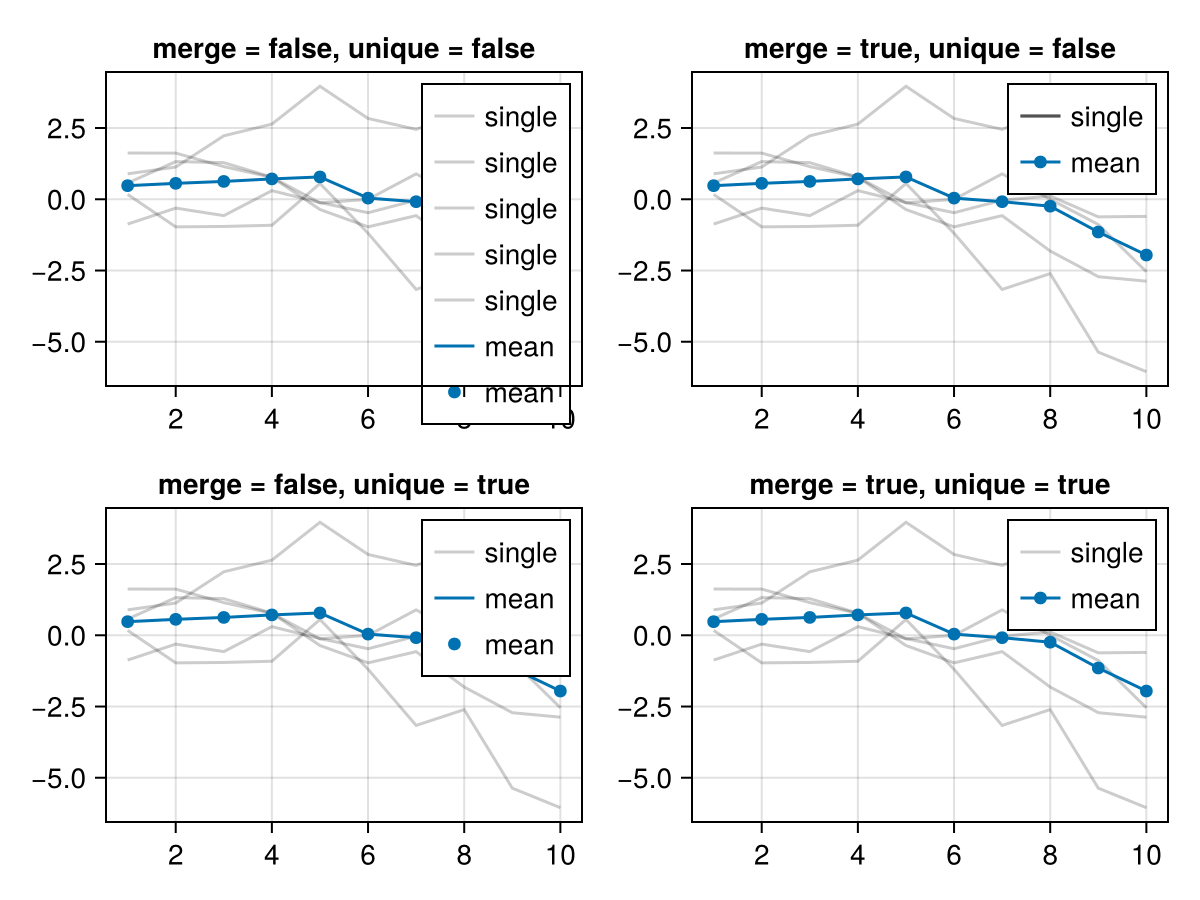 merge = false, unique = false
2.5
0.0
−2.5
−5.0
2
4
6
8
10
single
single
single
single
single
mean
mean
merge = true, unique = false
2.5
0.0
−2.5
−5.0
2
4
6
8
10
single
mean
merge = false, unique = true
2.5
0.0
−2.5
−5.0
2
4
6
8
10
single
mean
mean
merge = true, unique = true
2.5
0.0
−2.5
−5.0
2
4
6
8
10
single
mean